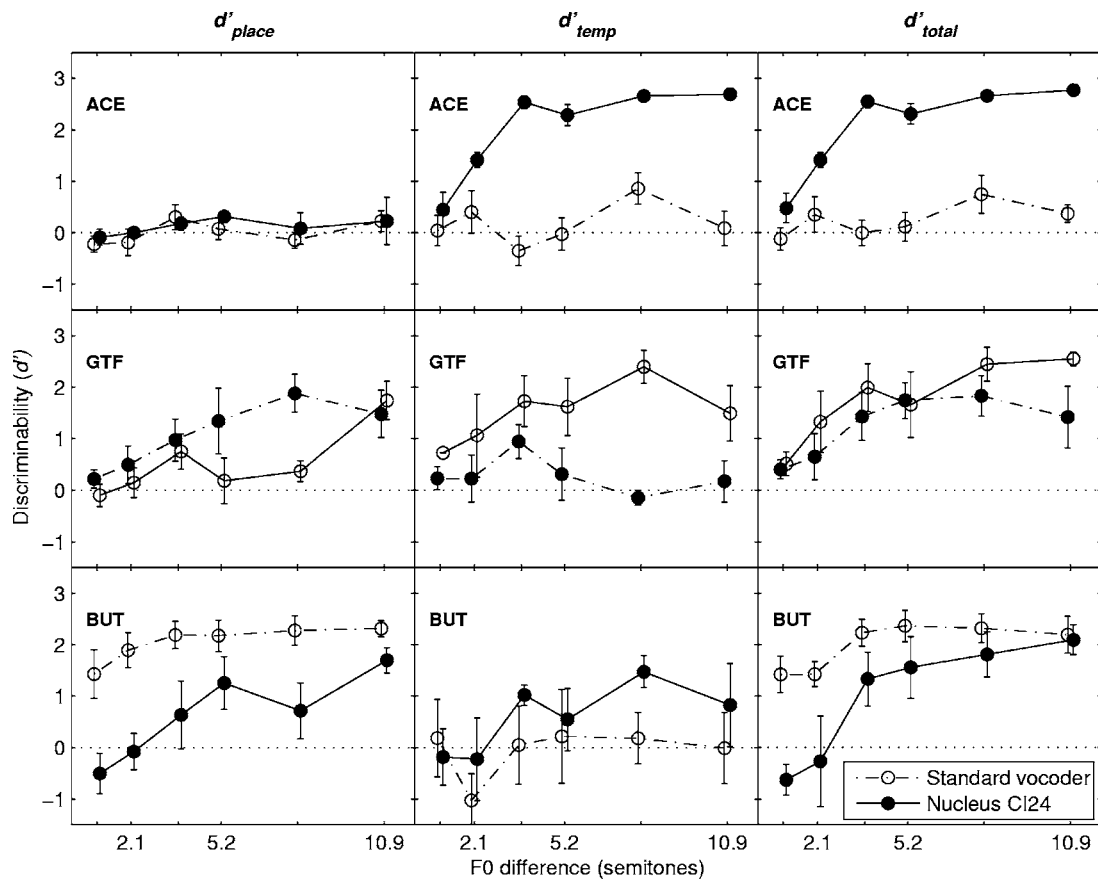 d'place d'temp d'total
ACE ACE ACE
3
2
1
0
−1
GTF GTF GTF
3
2
1
0
−1
BUT BUT BUT
3
2
1
0
−1
Discriminability (d')
Standard vocoder
Nucleus CI24
2.1 5.2 10.9 2.1 5.2 10.9 2.1 5.2 10.9
F0 difference (semitones)